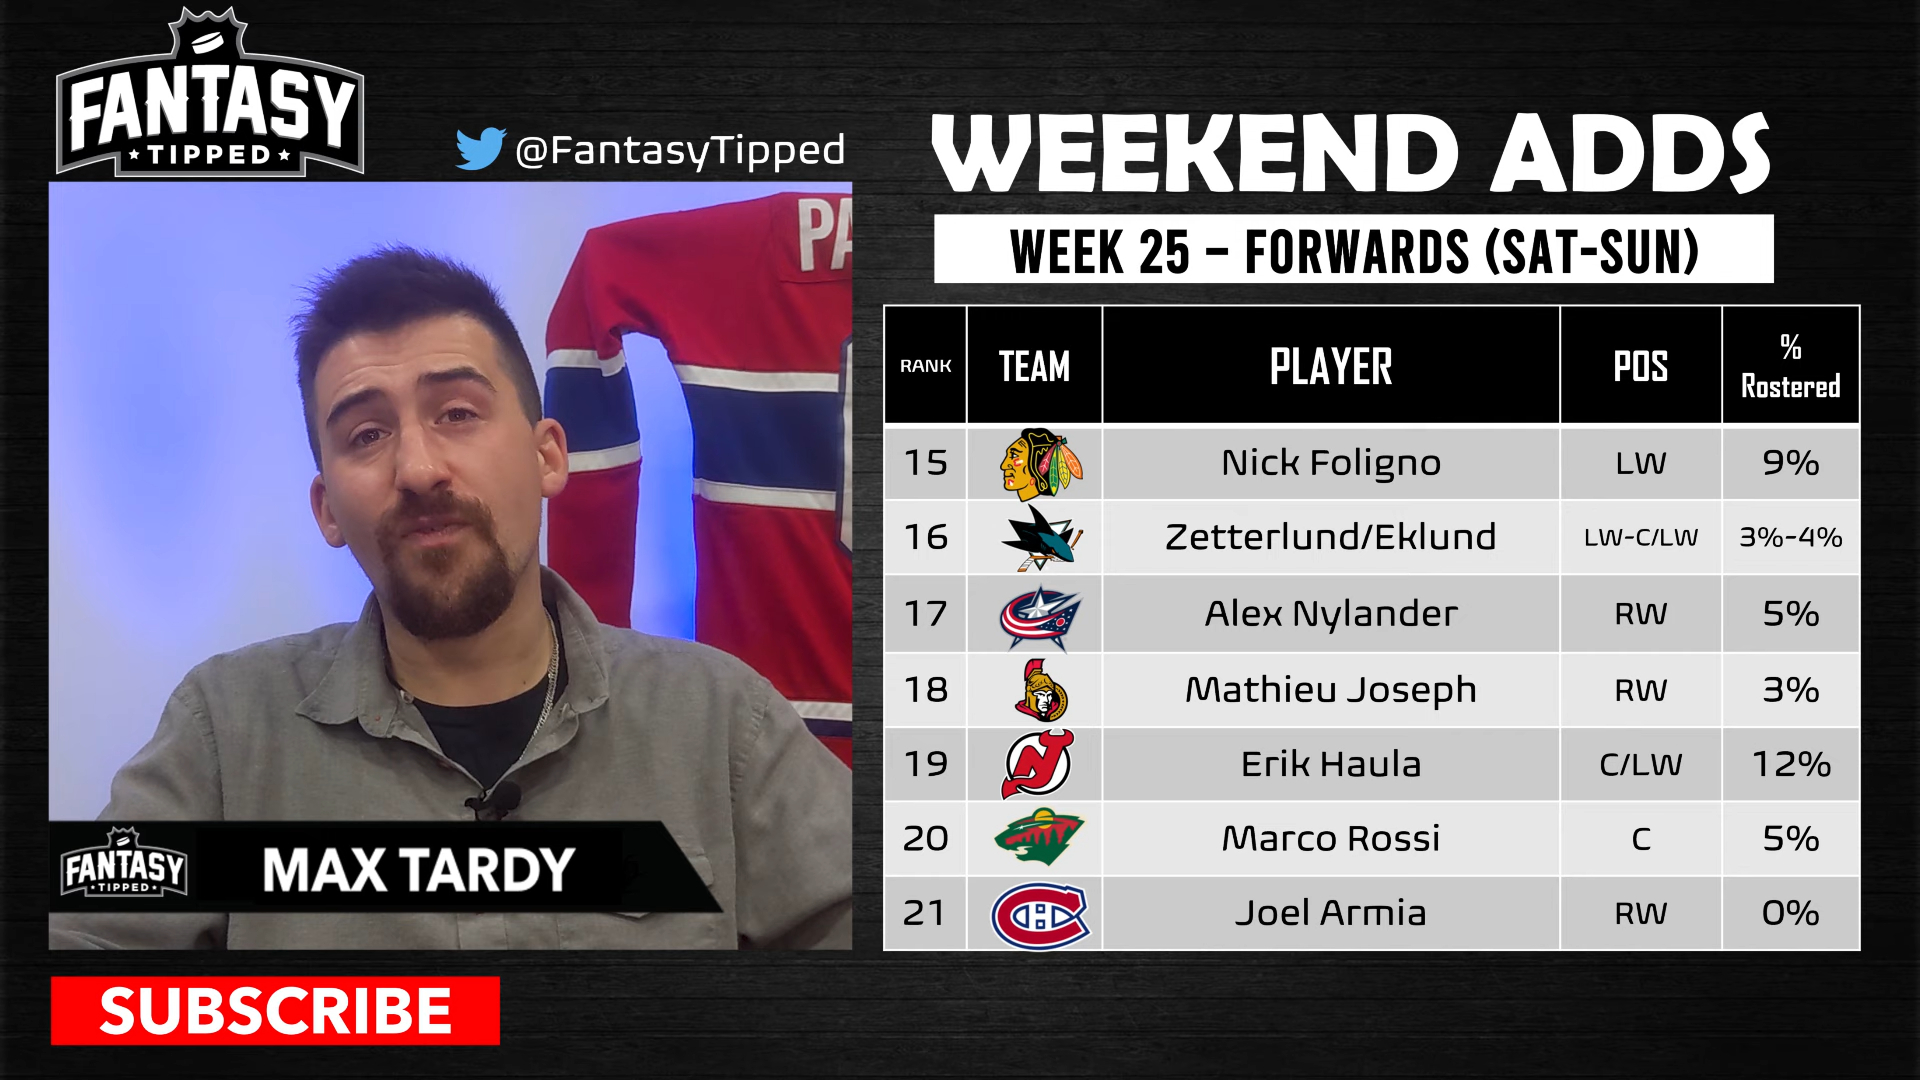 FANTASY
TIPPED
@FantasyTipped
PA
MAX TARDY
FANTASY
TIPPED
SUBSCRIBE
WEEKEND ADDS
WEEK 25 – FORWARDS (SAT-SUN)
RANK TEAM PLAYER POS % Rostered
15 Nick Foligno LW 9%
16 Zetterlund/Eklund LW-C/LW 3%-4%
17 Alex Nylander RW 5%
18 Mathieu Joseph RW 3%
19 Erik Haula C/LW 12%
20 Marco Rossi C 5%
21 Joel Armia RW 0%